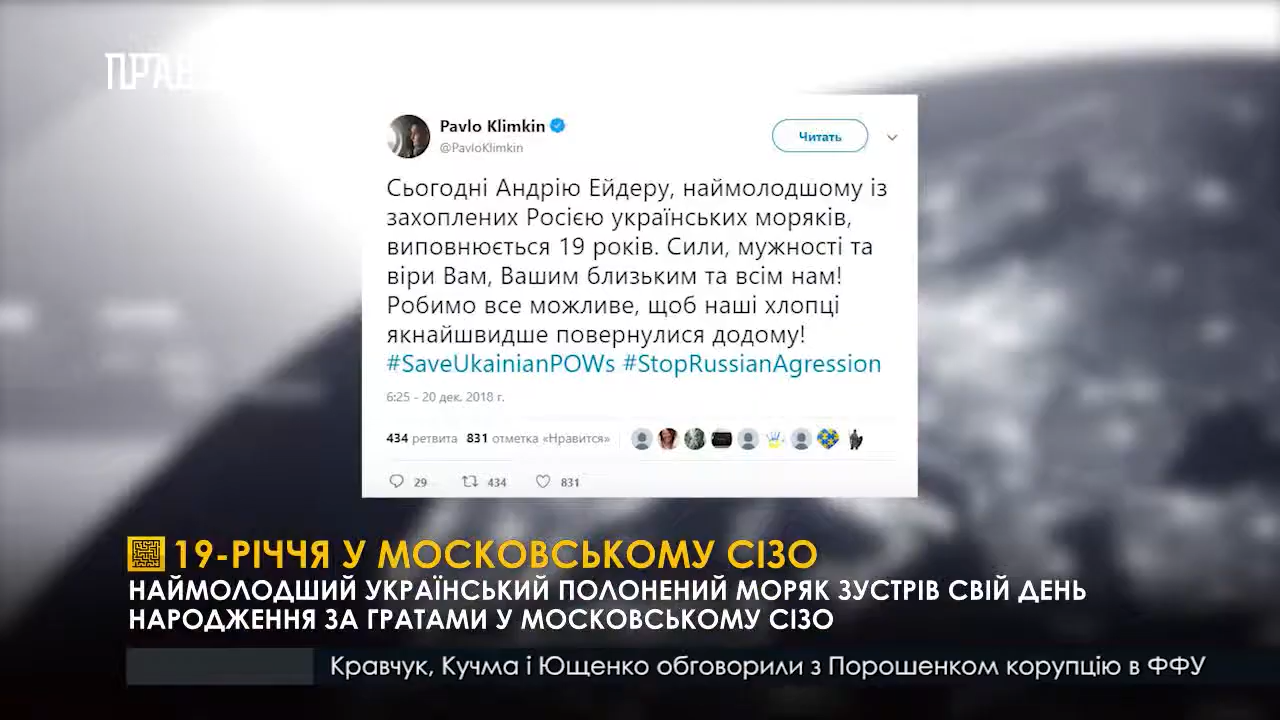 ПРАВ
Pavlo Klimkin
@PavloKlimkin
Читать
Сьогодні Андрію Ейдеру, наймолодшому із
захоплених Росією українських моряків,
виповнюється 19 років. Сили, мужності та
віри Вам, Вашим близьким та всім нам!
Робимо все можливе, щоб наші хлопці
якнайшвидше повернулися додому!
#SaveUkainianPOWs #StopRussianAgression
6:25 - 20 дек. 2018 г.
434 ретвита 831 отметка «Нравится»
29 434 831
19-РІЧЧЯ У МОСКОВСЬКОМУ СІЗО
НАЙМОЛОДШИЙ УКРАЇНСЬКИЙ ПОЛОНЕНИЙ МОРЯК ЗУСТРІВ СВІЙ ДЕНЬ
НАРОДЖЕННЯ ЗА ҐРАТАМИ У МОСКОВСЬКОМУ СІЗО
Кравчук, Кучма і Ющенко обговорили з Порошенком корупцію в ФФУ